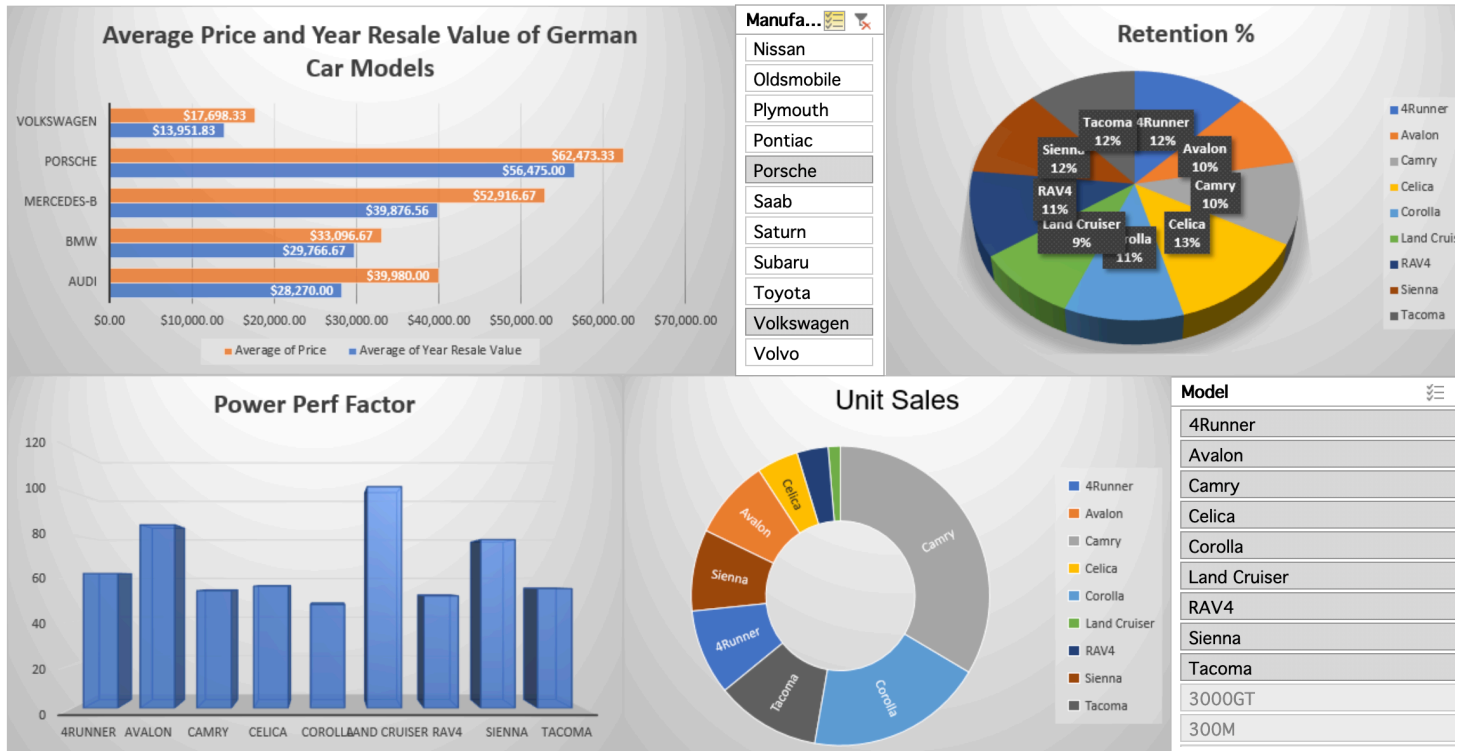 Average Price and Year Resale Value of German
Car Models
VOLKSWAGEN
$17,698.33
$13,951.83
PORSCHE
$62,473.33
$56,475.00
MERCEDES-B
$52,916.67
$39,876.56
BMW
$33,096.67
$29,766.67
AUDI
$39,980.00
$28,270.00
$0.00 $10,000.00 $20,000.00 $30,000.00 $40,000.00 $50,000.00 $60,000.00 $70,000.00
Average of Price Average of Year Resale Value
Manufa...
Nissan
Oldsmobile
Plymouth
Pontiac
Porsche
Saab
Saturn
Subaru
Toyota
Volkswagen
Volvo
Retention %
Tacoma
12%
4Runner
12%
Avalon
10%
Camry
10%
Celica
13%
rolla
11%
Land Cruiser
9%
RAV4
11%
Sienna
12%
4Runner
Avalon
Camry
Celica
Corolla
Land Crui
RAV4
Sienna
Tacoma
Power Perf Factor
120
100
80
60
40
20
0
4RUNNER AVALON CAMRY CELICA COROLLA LAND CRUISER RAV4 SIENNA TACOMA
Unit Sales
Camry
Corolla
Tacoma
4Runner
Sienna
Avalon
Celica
4Runner
Avalon
Camry
Celica
Corolla
Land Cruiser
RAV4
Sienna
Tacoma
Model
4Runner
Avalon
Camry
Celica
Corolla
Land Cruiser
RAV4
Sienna
Tacoma
3000GT
300M